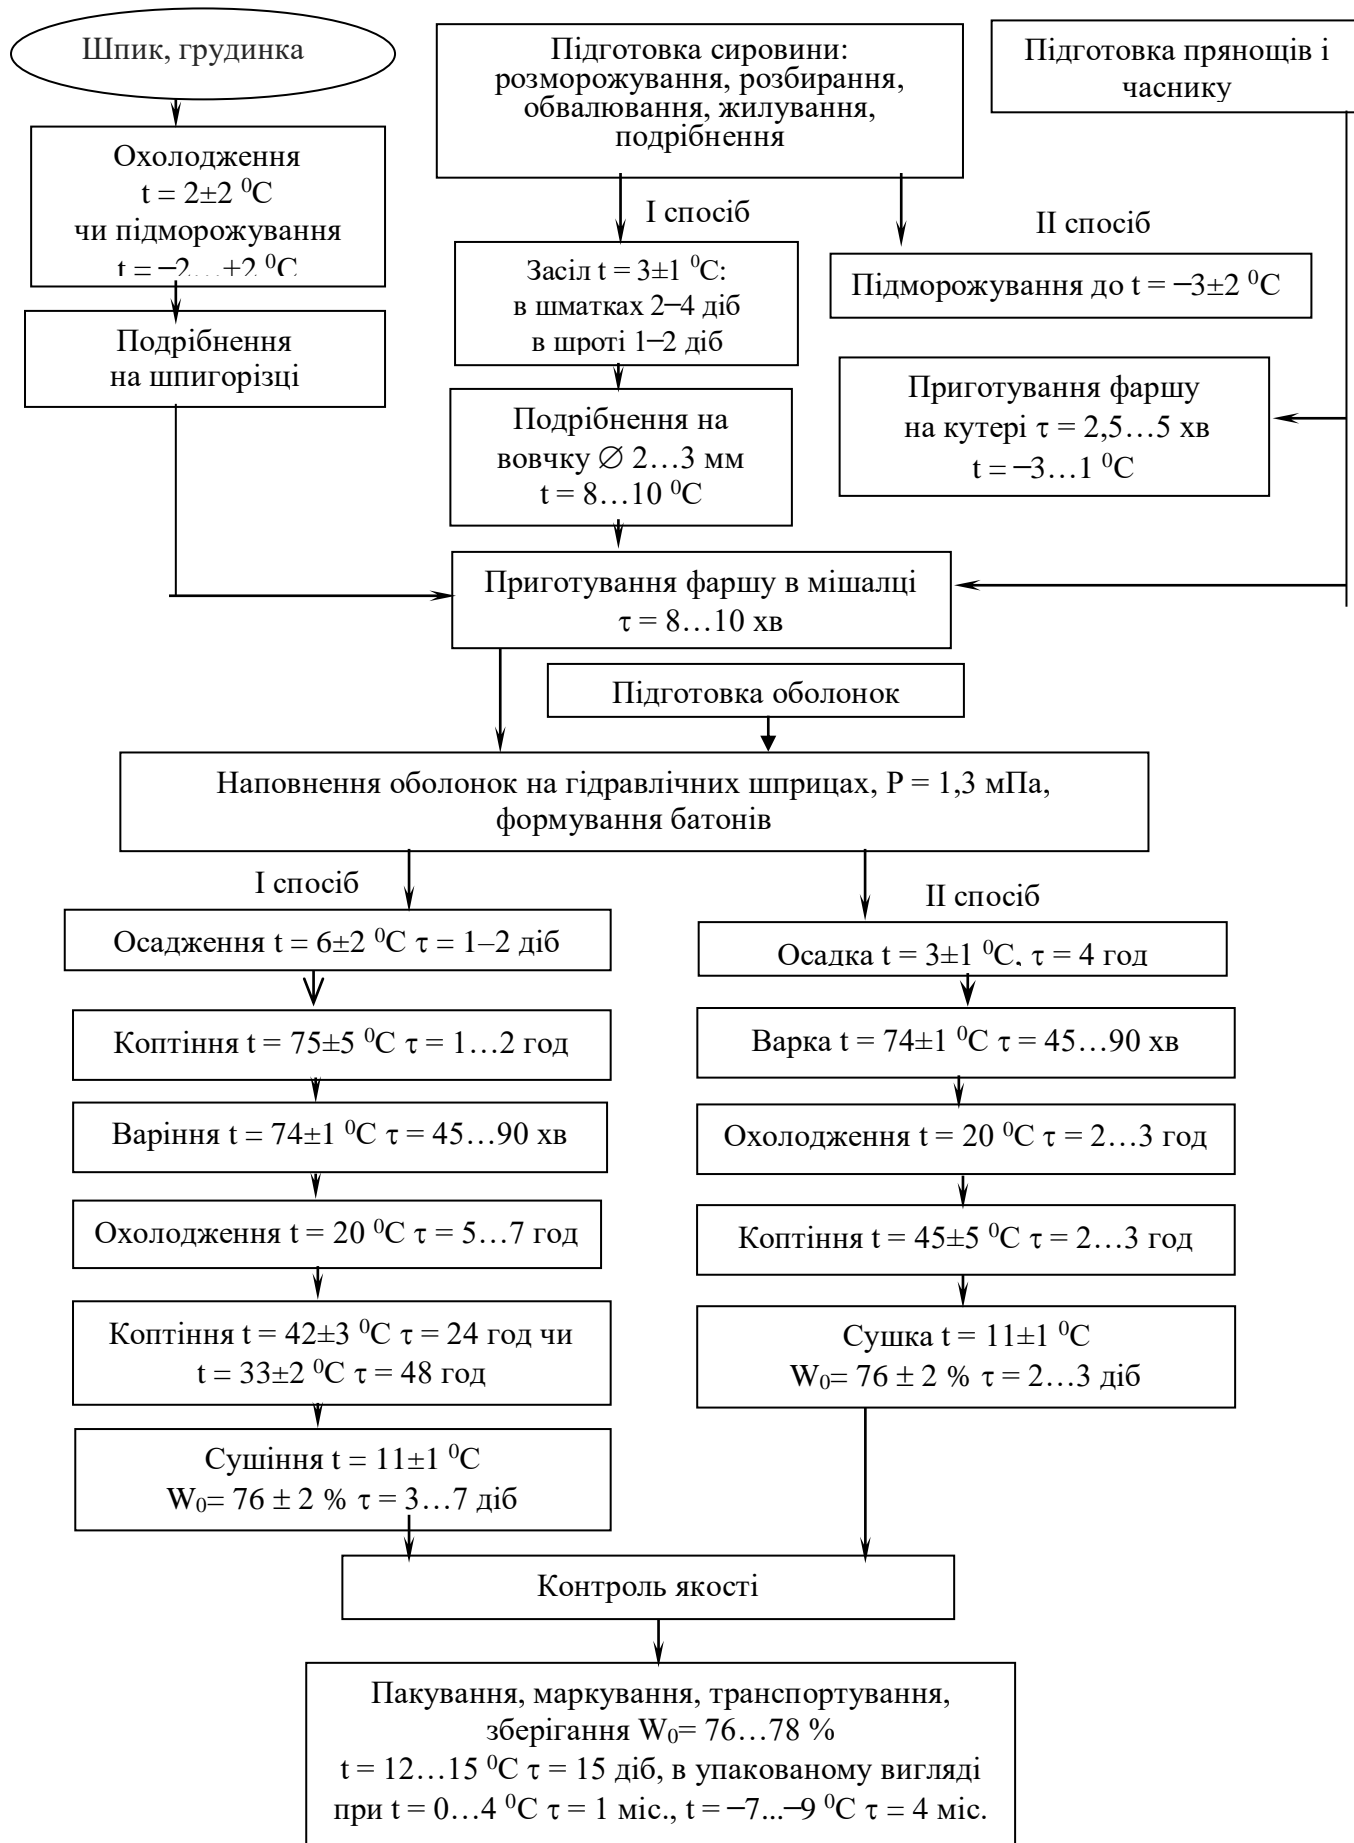 Шпик, грудинка
Підготовка сировини:
розморожування, розбирання,
обвалювання, жилування,
подрібнення
Підготовка прянощів і
часнику
Охолодження
t = 2±2 ⁰С
чи підморожування
t = −2…+2 ⁰С
І спосіб
ІІ спосіб
Засіл t = 3±1 ⁰С:
в шматках 2–4 діб
в шроті 1–2 діб
Підморожування до t = −3±2 ⁰С
Подрібнення
на шпигорізці
Приготування фаршу
на кутері τ = 2,5…5 хв
t = −3…1 ⁰С
Подрібнення на
вовчку ∅ 2…3 мм
t = 8…10 ⁰С
Приготування фаршу в мішалці
τ = 8…10 хв
Підготовка оболонок
Наповнення оболонок на гідравлічних шприцах, Р = 1,3 мПа,
формування батонів
І спосіб
ІІ спосіб
Осадження t = 6±2 ⁰С τ = 1–2 діб
Коптіння t = 75±5 ⁰С τ = 1…2 год
Варіння t = 74±1 ⁰С τ = 45…90 хв
Охолодження t = 20 ⁰С τ = 5…7 год
Коптіння t = 42±3 ⁰С τ = 24 год чи
t = 33±2 ⁰С τ = 48 год
Сушіння t = 11±1 ⁰С
W₀= 76 ± 2 % τ = 3…7 діб
Осадка t = 3±1 ⁰С, τ = 4 год
Варка t = 74±1 ⁰С τ = 45…90 хв
Охолодження t = 20 ⁰С τ = 2…3 год
Коптіння t = 45±5 ⁰С τ = 2…3 год
Сушка t = 11±1 ⁰С
W₀= 76 ± 2 % τ = 2…3 діб
Контроль якості
Пакування, маркування, транспортування,
зберігання W₀= 76…78 %
t = 12…15 ⁰С τ = 15 діб, в упакованому вигляді
при t = 0…4 ⁰С τ = 1 міс., t = −7...−9 ⁰С τ = 4 міс.